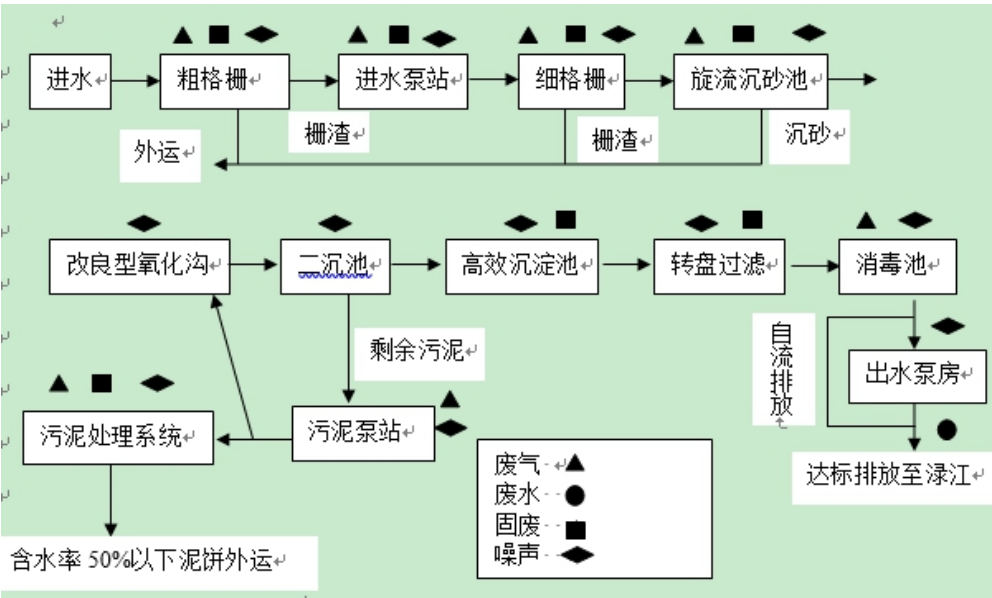 进水
粗格栅
进水泵站
细格栅
旋流沉砂池
栅渣
栅渣
沉砂
外运
改良型氧化沟
二沉池
高效沉淀池
转盘过滤
消毒池
剩余污泥
自流排放
出水泵房
污泥处理系统
污泥泵站
达标排放至渌江
废气
废水
固废
噪声
含水率 50%以下泥饼外运